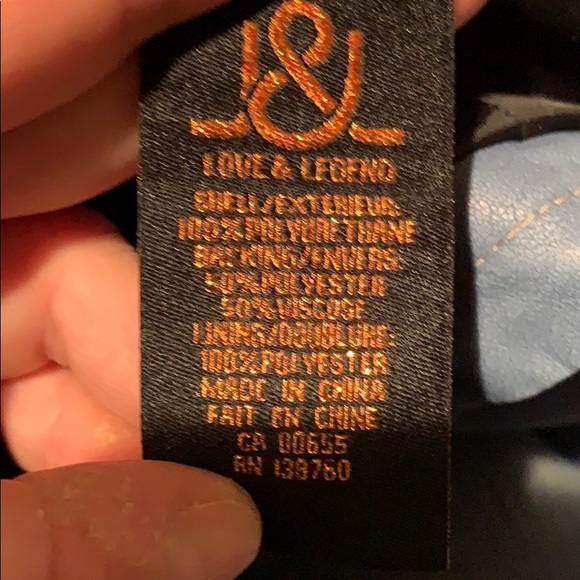 L&L
LOVE & LEGEND
SHELL/EXTERIEUR:
100%POLYURETHANE
BACKING/ENVERS:
50%POLYESTER
50%VISCOSE
LINING/DOUBLURE:
100%POLYESTER
MADE IN CHINA
FAIT EN CHINE
CA 00655
RN 139760